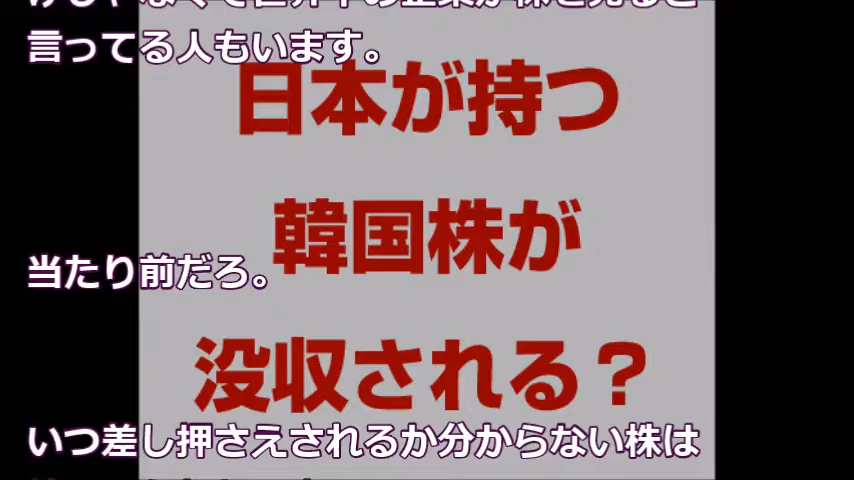 言ってる人もいます。
日本が持つ
韓国株が
当たり前だろ。
没収される？
いつ差し押さえされるか分からない株は